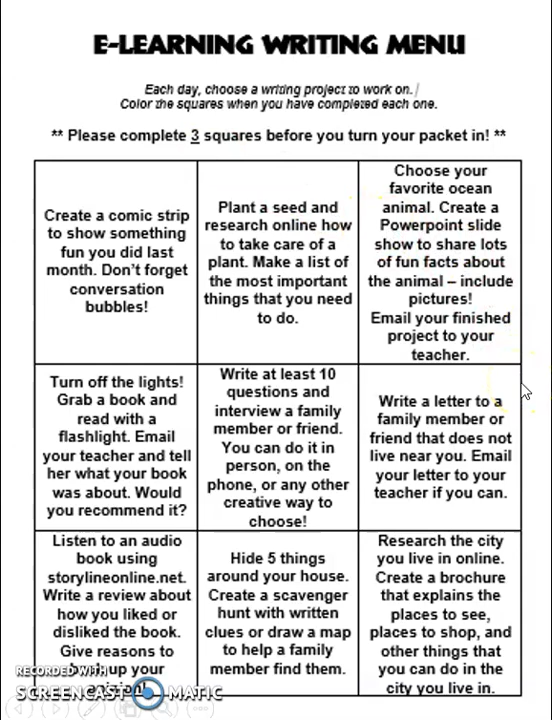 E-LEARNING WRITING MENU
Each day, choose a writing project to work on.
Color the squares when you have completed each one.
** Please complete 3 squares before you turn your packet in! **
Create a comic strip
to show something
fun you did last
month. Don't forget
conversation
bubbles!
Plant a seed and
research online how
to take care of a
plant. Make a list of
the most important
things that you need
to do.
Choose your
favorite ocean
animal. Create a
Powerpoint slide
show to share lots
of fun facts about
the animal – include
pictures!
Email your finished
project to your
teacher.
Turn off the lights!
Grab a book and
read with a
flashlight. Email
your teacher and tell
her what your book
was about. Would
you recommend it?
Write at least 10
questions and
interview a family
member or friend.
You can do it in
person, on the
phone, or any other
creative way to
choose!
Write a letter to a
family member or
friend that does not
live near you. Email
your letter to your
teacher if you can.
Listen to an audio
book using
storylineonline.net.
Write a review about
how you liked or
disliked the book.
Give reasons to
up your
Hide 5 things
around your house.
Create a scavenger
hunt with written
clues or draw a map
to help a family
member find them.
Research the city
you live in online.
Create a brochure
that explains the
places to see,
places to shop, and
other things that
you can do in the
city you live in.
RECORDED WITH
SCREENCAST MATIC